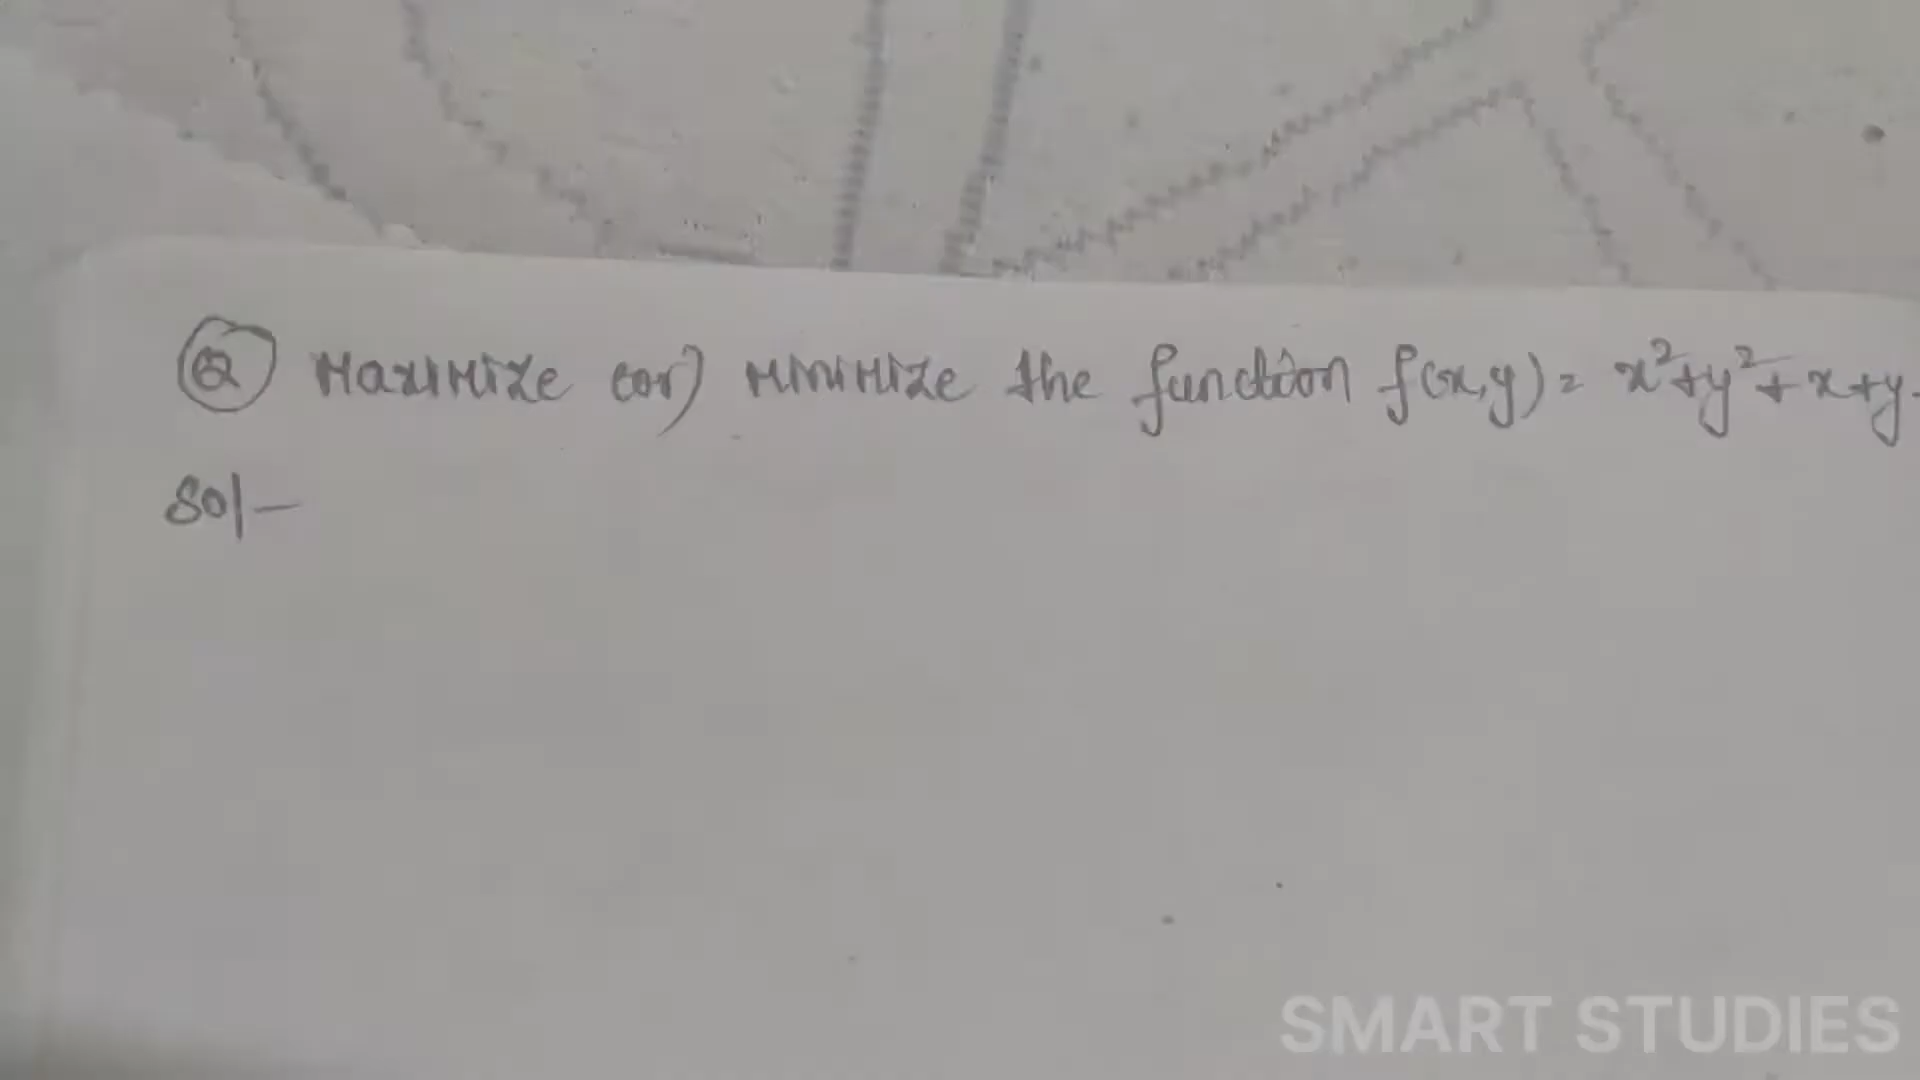 Q Maximize (or) Minimize the function f(x,y) = x²+y²+x+y.
Sol-
SMART STUDIES